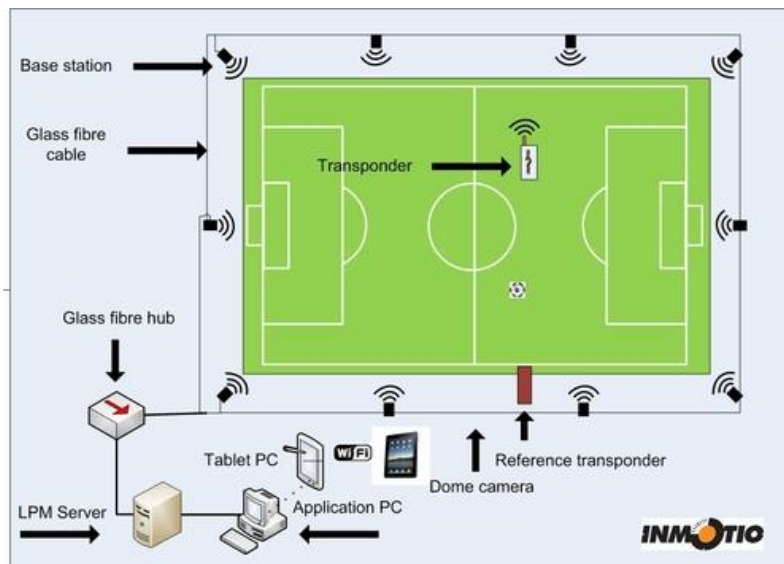 Base station
Glass fibre
cable
Transponder
Glass fibre hub
Tablet PC
WiFi
Reference transponder
Dome camera
LPM Server
Application PC
INMOTIO